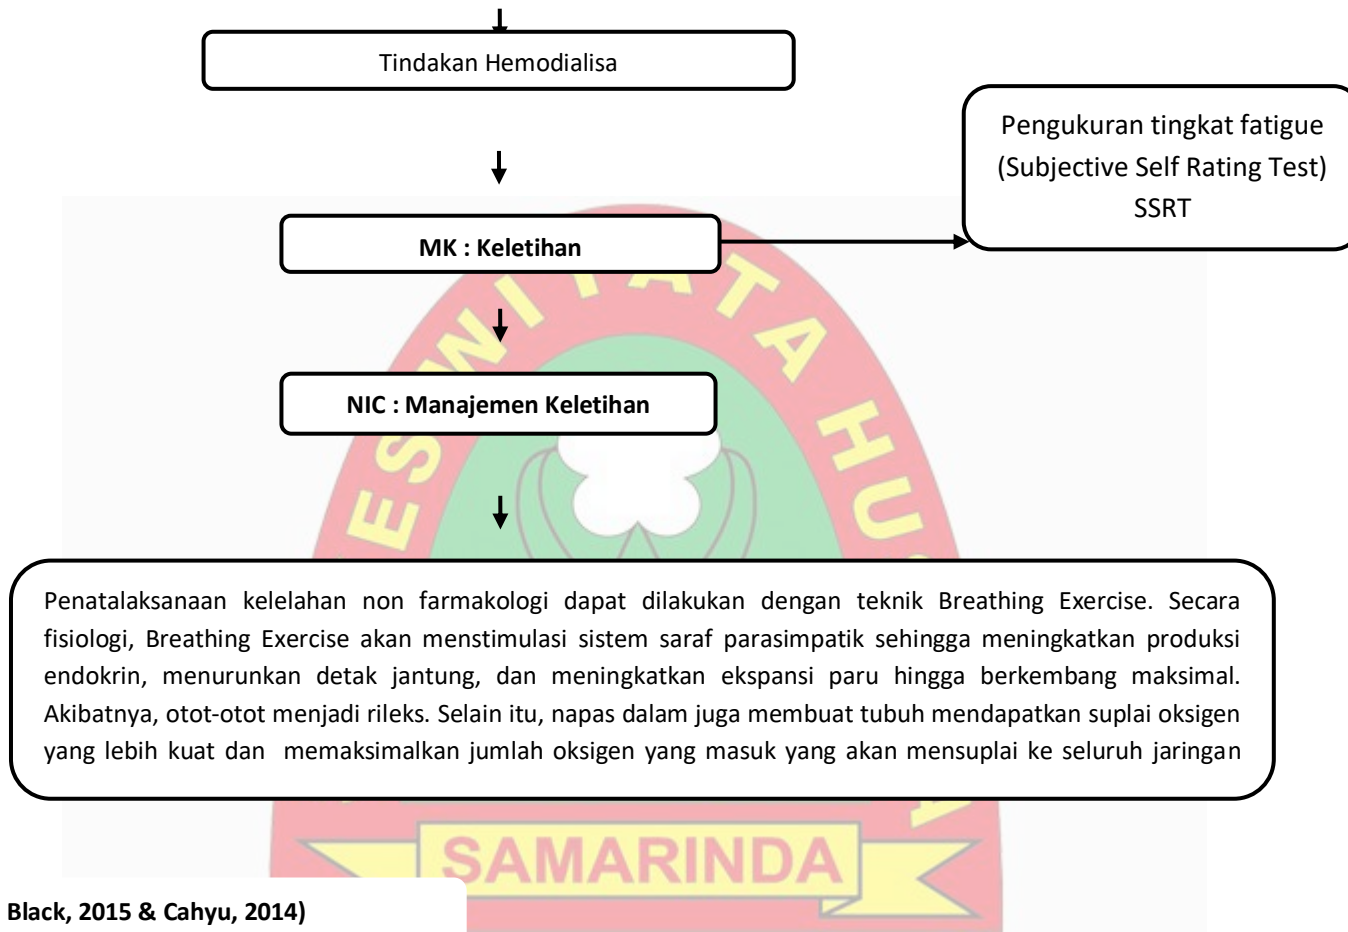 Tindakan Hemodialisa
Pengukuran tingkat fatigue
(Subjective Self Rating Test)
SSRT
MK : Keletihan
NIC : Manajemen Keletihan
Penatalaksanaan kelelahan non farmakologi dapat dilakukan dengan teknik Breathing Exercise. Secara
fisiologi, Breathing Exercise akan menstimulasi sistem saraf parasimpatik sehingga meningkatkan produksi
endokrin, menurunkan detak jantung, dan meningkatkan ekspansi paru hingga berkembang maksimal.
Akibatnya, otot-otot menjadi rileks. Selain itu, napas dalam juga membuat tubuh mendapatkan suplai oksigen
yang lebih kuat dan memaksimalkan jumlah oksigen yang masuk yang akan mensuplai ke seluruh jaringan
WIYATA
SAMARINDA
Black, 2015 & Cahyu, 2014)